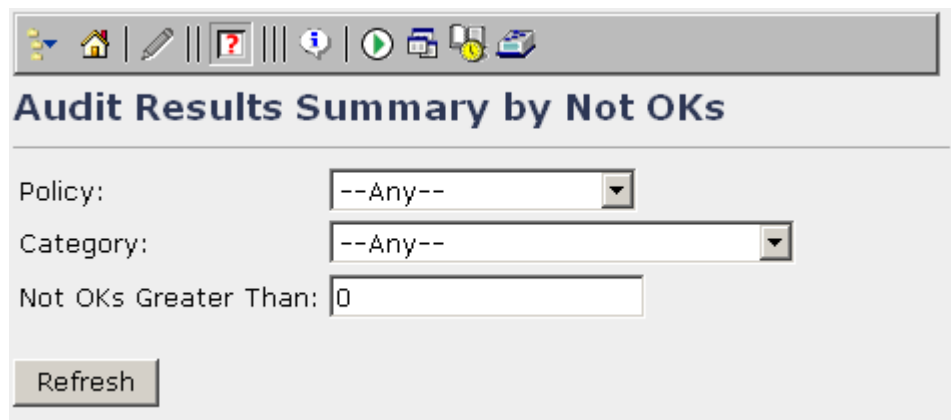 Audit Results Summary by Not OKs
Policy: --Any--
Category: --Any--
Not OKs Greater Than: 0
Refresh